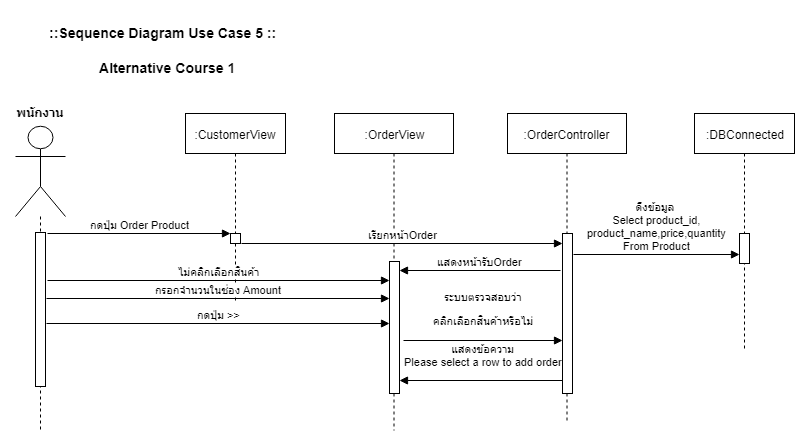 ::Sequence Diagram Use Case 5 ::
Alternative Course 1
พนักงาน
:CustomerView
:OrderView
:OrderController
:DBConnected
กดปุ่ม Order Product
เรียกหน้าOrder
ดึงข้อมูล
Select product_id,
product_name,price,quantity
From Product
แสดงหน้ารับOrder
ไม่คลิกเลือกสินค้า
กรอกจำนวนในช่อง Amount
ระบบตรวจสอบว่า
กดปุ่ม >>
คลิกเลือกสินค้าหรือไม่
แสดงข้อความ
Please select a row to add order